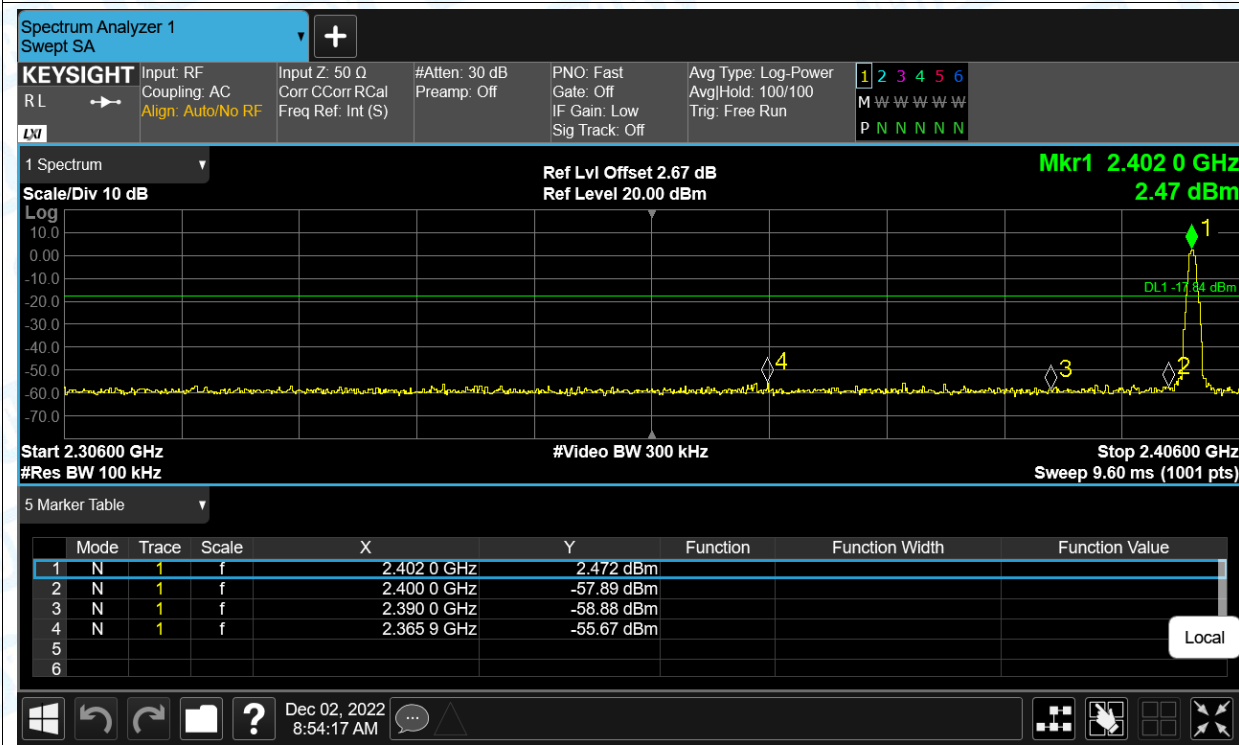 Spectrum Analyzer 1
Swept SA
KEYSIGHT
R L
LXI
Input: RF
Coupling: AC
Align: Auto/No RF
Input Z: 50 Ω
Corr CCorr RCal
Freq Ref: Int (S)
#Atten: 30 dB
Preamp: Off
PNO: Fast
Gate: Off
IF Gain: Low
Sig Track: Off
Avg Type: Log-Power
Avg|Hold: 100/100
Trig: Free Run
1 2 3 4 5 6
M W W W W W
P N N N N N
1 Spectrum
Scale/Div 10 dB
Ref Lvl Offset 2.67 dB
Ref Level 20.00 dBm
Mkr1 2.402 0 GHz
2.47 dBm
Log
10.0
0.00
-10.0
-20.0
-30.0
-40.0
-50.0
-60.0
-70.0
1
DL1 -17.84 dBm
4
3
2
Start 2.30600 GHz
#Video BW 300 kHz
Stop 2.40600 GHz
#Res BW 100 kHz
Sweep 9.60 ms (1001 pts)
5 Marker Table
Mode Trace Scale X Y Function Function Width Function Value
1 N 1 f 2.402 0 GHz 2.472 dBm
2 N 1 f 2.400 0 GHz -57.89 dBm
3 N 1 f 2.390 0 GHz -58.88 dBm
4 N 1 f 2.365 9 GHz -55.67 dBm
5
6
Local
?
Dec 02, 2022
8:54:17 AM